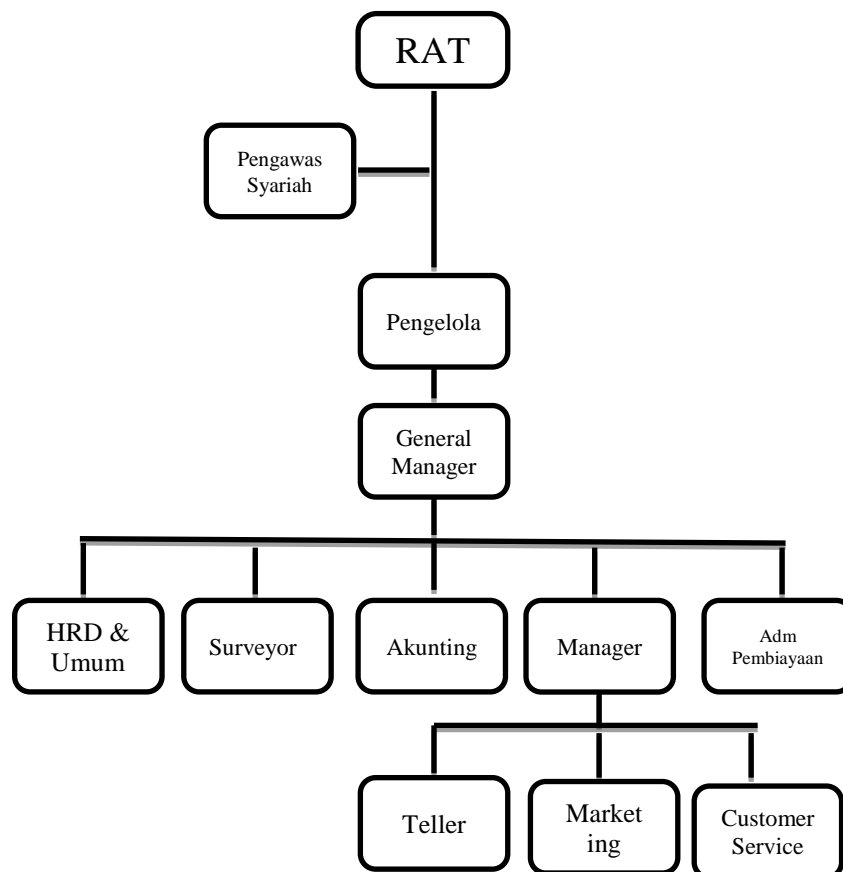 RAT
Pengawas
Syariah
Pengelola
General
Manager
HRD &
Umum
Surveyor
Akunting
Manager
Adm
Pembiayaan
Teller
Market
ing
Customer
Service